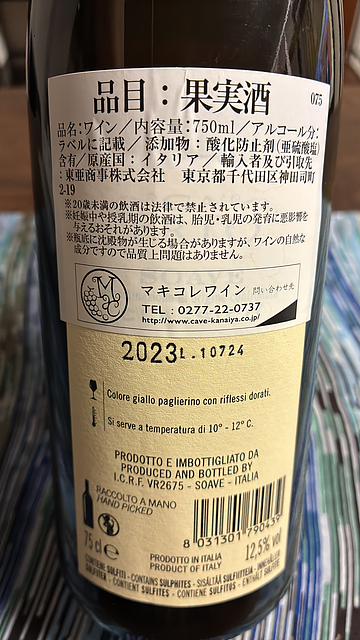 品目：果実酒
075
品名:ワイン／内容量:750ml／アルコール分:
ラベルに記載／添加物：酸化防止剤(亜硫酸塩)
含有／原産国：イタリア／輸入者及び引取先
：東亜商事株式会社　東京都千代田区神田司町
2-19
※20歳未満の飲酒は法律で禁止されています。
※妊娠中や授乳期の飲酒は、胎児・乳児の発育に悪影響を
与えるおそれがあります。
※瓶底に沈殿物が生じる場合がありますが、ワインの自然な
成分ですので品質上問題はありません。
マキコレワイン 問い合わせ先
TEL：0277-22-0737
http://www.cave-kanaiya.co.jp/
2023 L.10724
Colore giallo paglierino con riflessi dorati.
Si serve a temperatura di 10° - 12° C.
PRODOTTO E IMBOTTIGLIATO DA
PRODUCED AND BOTTLED BY
I.C.R.F. VR2675 - SOAVE - ITALIA
RACCOLTO A MANO
HAND PICKED
8 031301 790439
75 cl e
PRODOTTO IN ITALIA
PRODUCT OF ITALY
12,5% vol
CONTIENE SOLFITI - CONTAINS SULPHITES - SISÄLTÄÄ SULFIITTEJA - INNEHÅLLER
SULFITER - CONTIENT SULFITES - CONTIENE SULFITOS - ENTHÄLT SULFITE